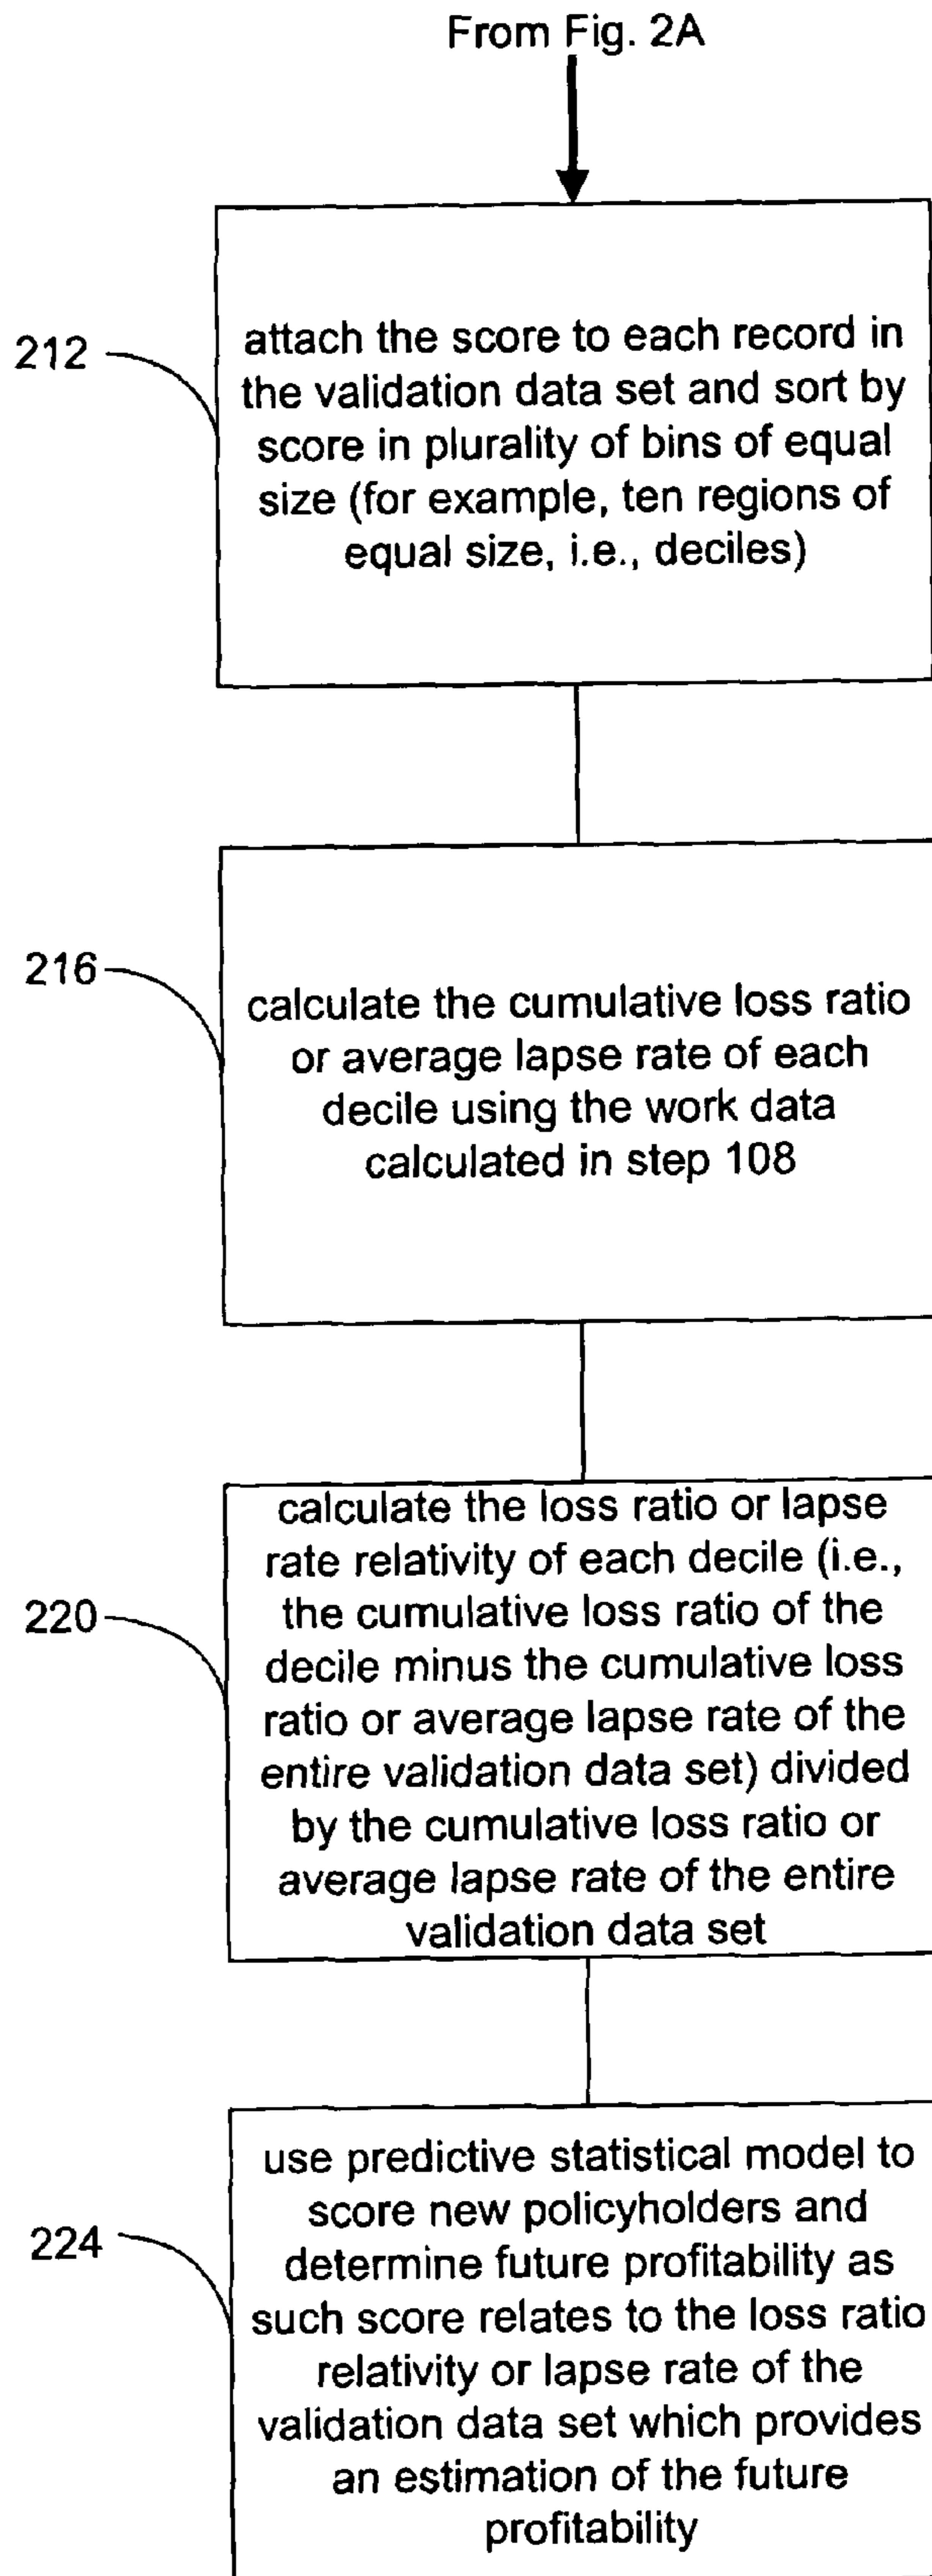 From Fig. 2A
212
attach the score to each record in
the validation data set and sort by
score in plurality of bins of equal
size (for example, ten regions of
equal size, i.e., deciles)
216
calculate the cumulative loss ratio
or average lapse rate of each
decile using the work data
calculated in step 108
220
calculate the loss ratio or lapse
rate relativity of each decile (i.e.,
the cumulative loss ratio of the
decile minus the cumulative loss
ratio or average lapse rate of the
entire validation data set) divided
by the cumulative loss ratio or
average lapse rate of the entire
validation data set
224
use predictive statistical model to
score new policyholders and
determine future profitability as
such score relates to the loss ratio
relativity or lapse rate of the
validation data set which provides
an estimation of the future
profitability